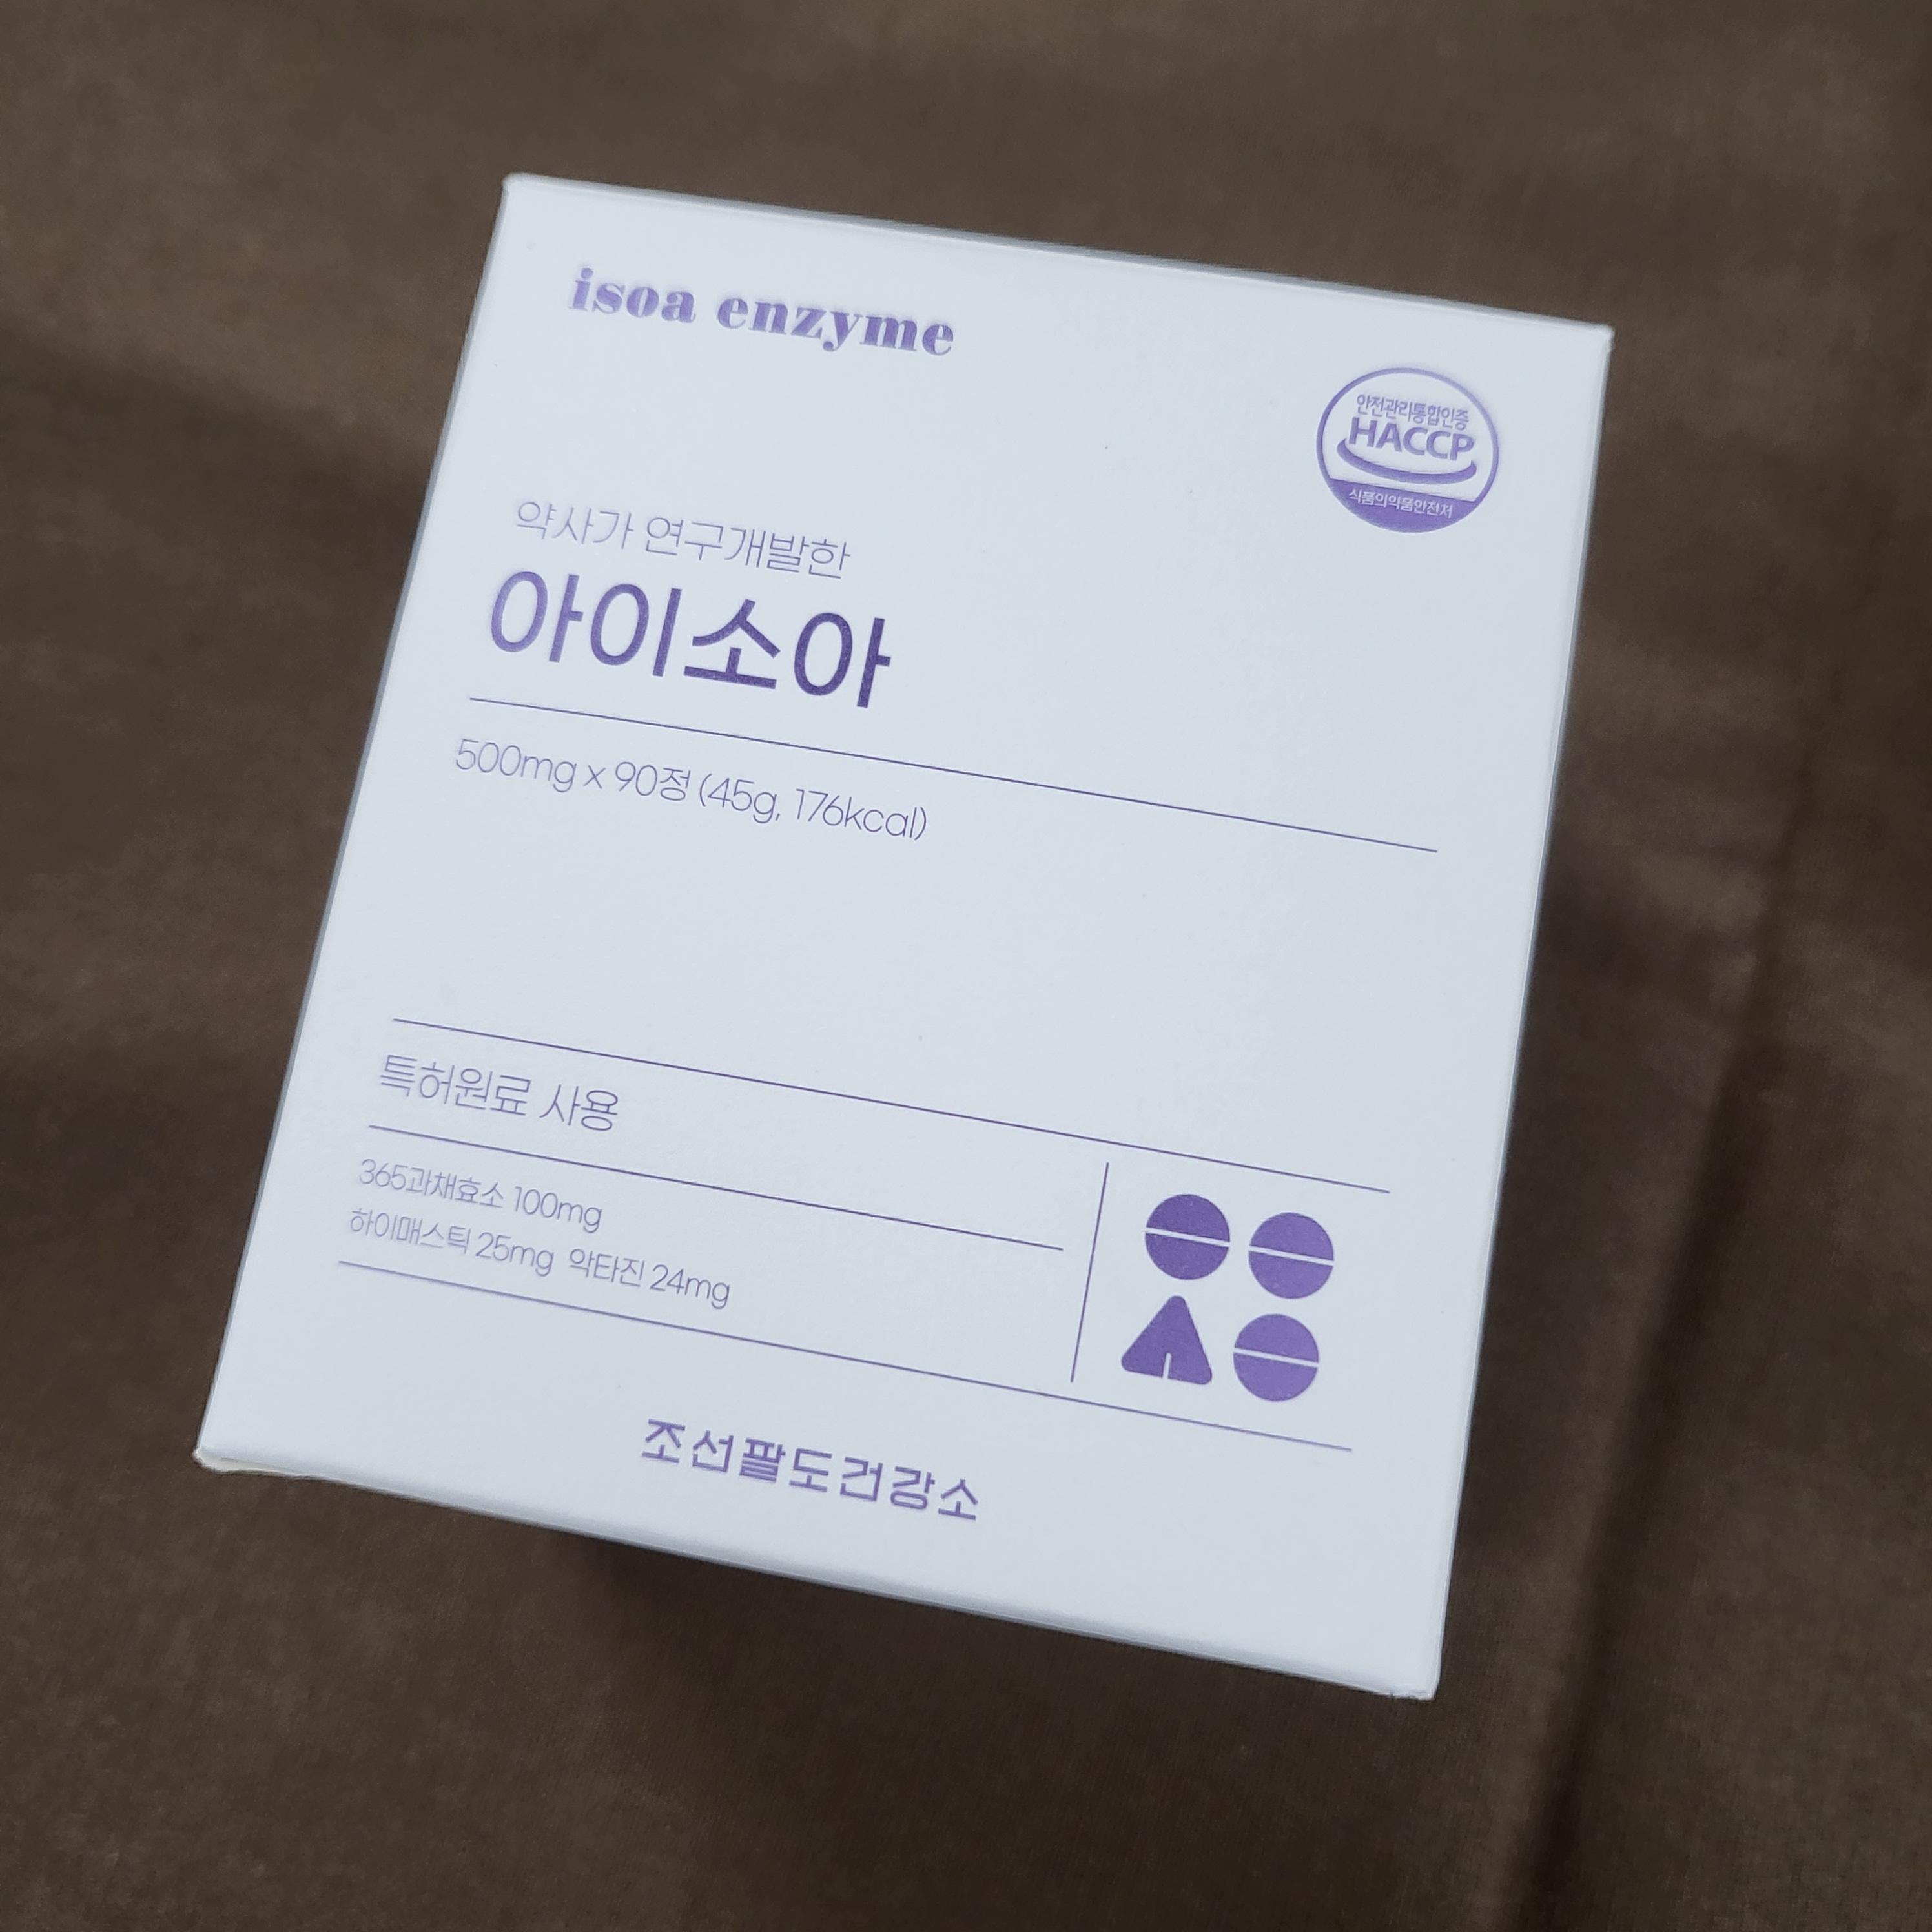 isoa enzyme
안전관리통합인증
HACCP
식품의약품안전처
약사가 연구개발한
아이소아
500mg x 90정 (45g, 176kcal)
특허원료 사용
365과채효소 100mg
하이매스틱 25mg 악타진 24mg
조선팔도건강소